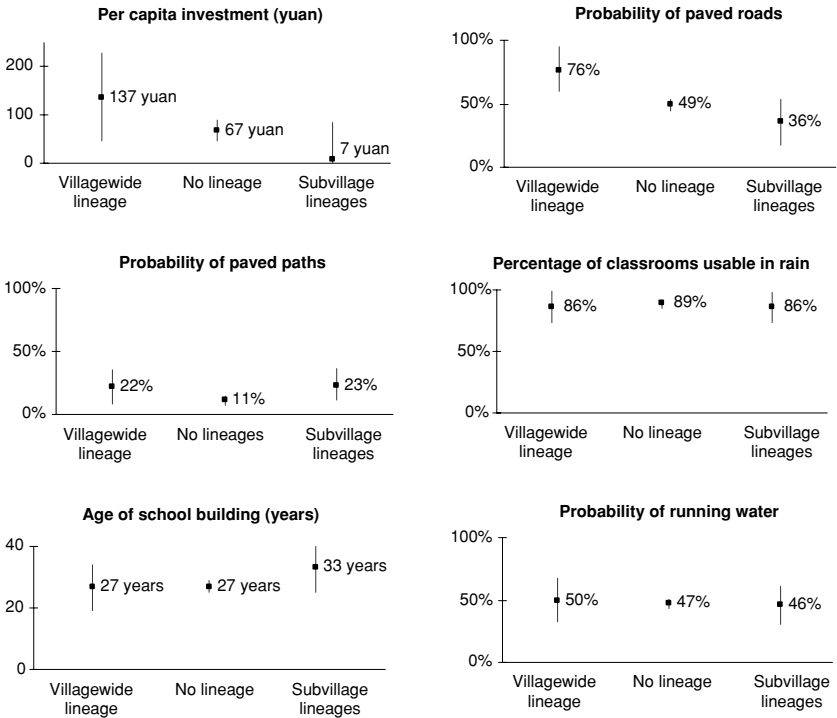 Per capita investment (yuan)
200
100
0
137 yuan
67 yuan
7 yuan
Villagewide
lineage
No lineage
Subvillage
lineages
Probability of paved roads
100%
50%
0%
76%
49%
36%
Villagewide
lineage
No lineage
Subvillage
lineages
Probability of paved paths
100%
50%
0%
22%
11%
23%
Villagewide
lineage
No lineages
Subvillage
lineages
Percentage of classrooms usable in rain
100%
50%
0%
86%
89%
86%
Villagewide
lineage
No lineage
Subvillage
lineages
Age of school building (years)
40
20
0
27 years
27 years
33 years
Villagewide
lineage
No lineage
Subvillage
lineages
Probability of running water
100%
50%
0%
50%
47%
46%
Villagewide
lineage
No lineage
Subvillage
lineages